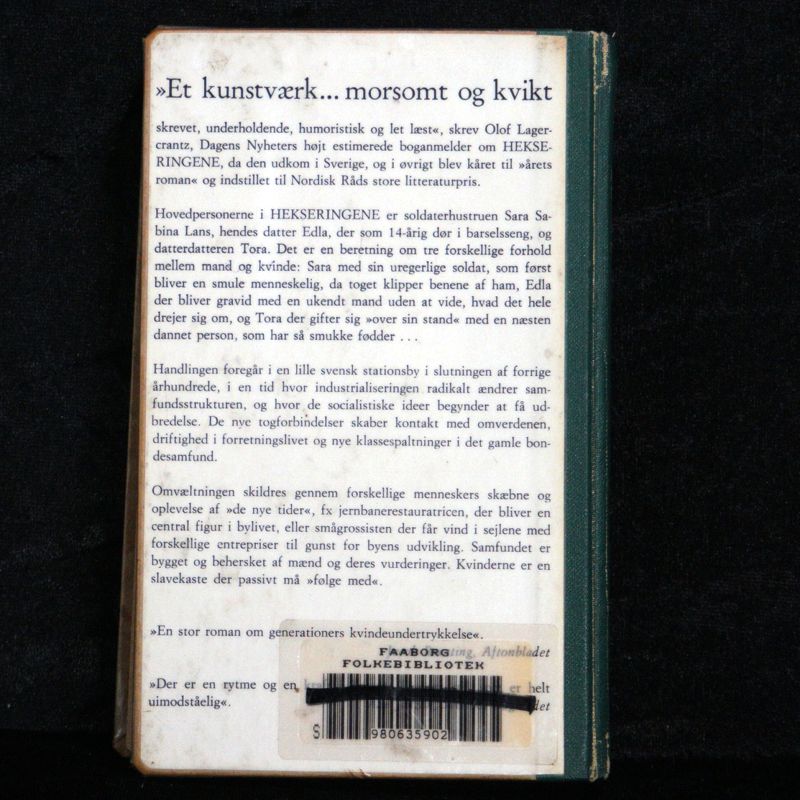 »Et kunstværk... morsomt og kvikt
skrevet, underholdende, humoristisk og let læst«, skrev Olof Lager-
crantz, Dagens Nyheters højt estimerede boganmelder om HEKSE-
RINGENE, da den udkom i Sverige, og i øvrigt blev kåret til »årets
roman« og indstillet til Nordisk Råds store litteraturpris.
Hovedpersonerne i HEKSERINGENE er soldaterhustruen Sara Sa-
bina Lans, hendes datter Edla, der som 14-årig dør i barselsseng, og
datterdatteren Tora. Det er en beretning om tre forskellige forhold
mellem mand og kvinde: Sara med sin uregerlige soldat, som først
bliver en smule menneskelig, da toget klipper benene af ham, Edla
der bliver gravid med en ukendt mand uden at vide, hvad det hele
drejer sig om, og Tora der gifter sig »over sin stand« med en næsten
dannet person, som har så smukke fødder ...
Handlingen foregår i en lille svensk stationsby i slutningen af forrige
århundrede, i en tid hvor industrialiseringen radikalt ændrer sam-
fundsstrukturen, og hvor de socialistiske ideer begynder at få ud-
bredelse. De nye togforbindelser skaber kontakt med omverdenen,
driftighed i forretningslivet og nye klassespaltninger i det gamle bon-
desamfund.
Omvæltningen skildres gennem forskellige menneskers skæbne og
oplevelse af »de nye tider«, fx jernbanerestauratricen, der bliver en
central figur i bylivet, eller smågrossisten der får vind i sejlene med
forskellige entrepriser til gunst for byens udvikling. Samfundet er
bygget og behersket af mænd og deres vurderinger. Kvinderne er en
slavekaste der passivt må »følge med«.
»En stor roman om generationers kvindeundertrykkelse«.
Aftonbladet
FAABORG
FOLKEBIBLIOTEK
»Der er en rytme og en er helt
uimodståelig«.
S 980635902